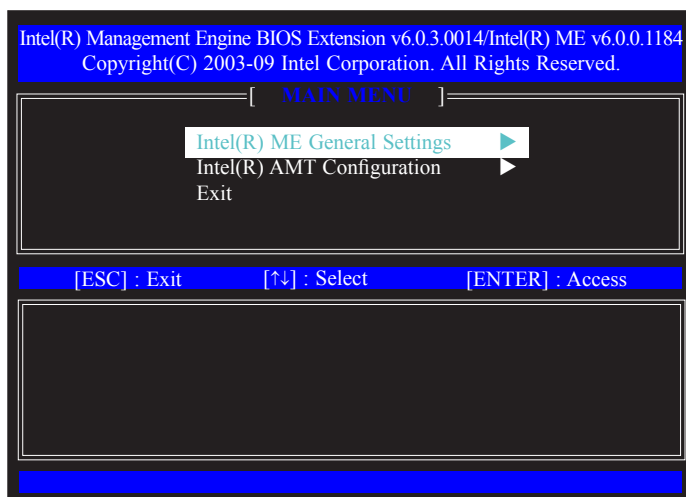 Intel(R) Management Engine BIOS Extension v6.0.3.0014/Intel(R) ME v6.0.0.1184
Copyright(C) 2003-09 Intel Corporation. All Rights Reserved.
[ MAIN MENU ]
Intel(R) ME General Settings ▶
Intel(R) AMT Configuration ▶
Exit
[ESC] : Exit [↑↓] : Select [ENTER] : Access